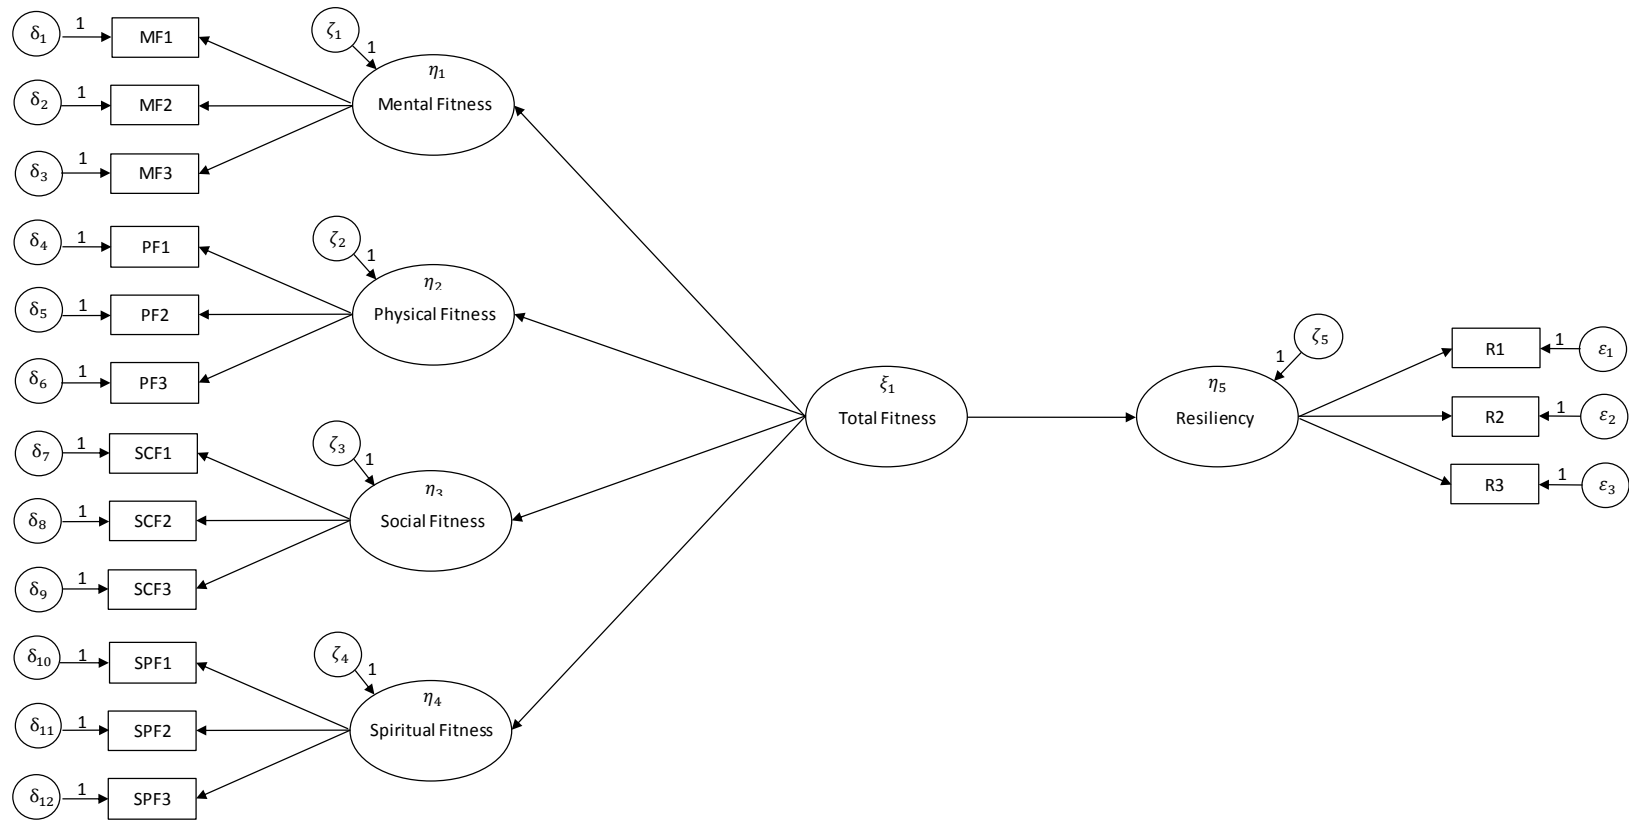 δ₁ 1 MF1
δ₂ 1 MF2
δ₃ 1 MF3
ζ₁ 1
η₁
Mental Fitness
δ₄ 1 PF1
δ₅ 1 PF2
δ₆ 1 PF3
ζ₂ 1
η₂
Physical Fitness
δ₇ 1 SCF1
δ₈ 1 SCF2
δ₉ 1 SCF3
ζ₃ 1
η₃
Social Fitness
δ₁₀ 1 SPF1
δ₁₁ 1 SPF2
δ₁₂ 1 SPF3
ζ₄ 1
η₄
Spiritual Fitness
ξ₁
Total Fitness
ζ₅ 1
η₅
Resiliency
R1 1 ε₁
R2 1 ε₂
R3 1 ε₃